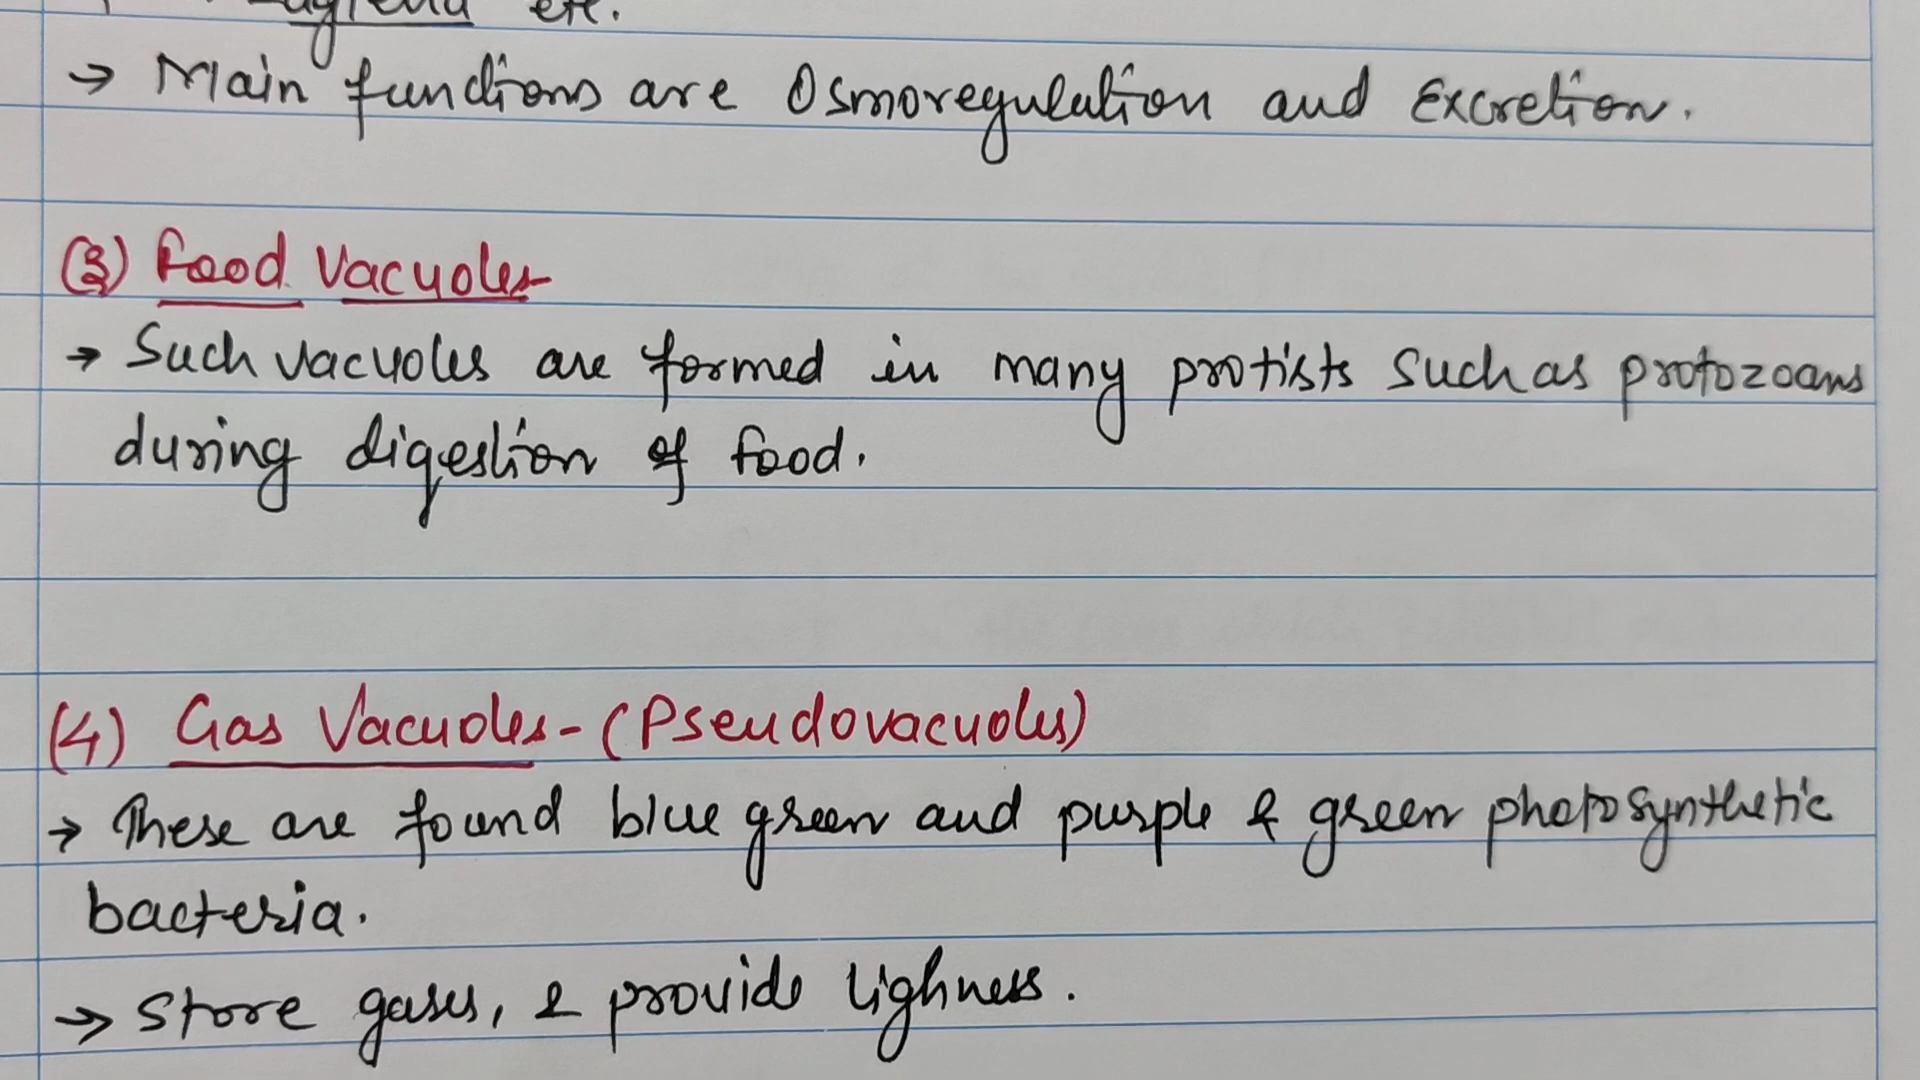 etc.
→ Main functions are Osmoregulation and Excretion.
(3) Food Vacuoles-
→ Such vacuoles are formed in many protists such as protozoans
during digestion of food.
(4) Gas Vacuoles-(Pseudovacuoles)
→ These are found blue green and purple & green photosynthetic
bacteria.
→ Store gases, & provide lighness.